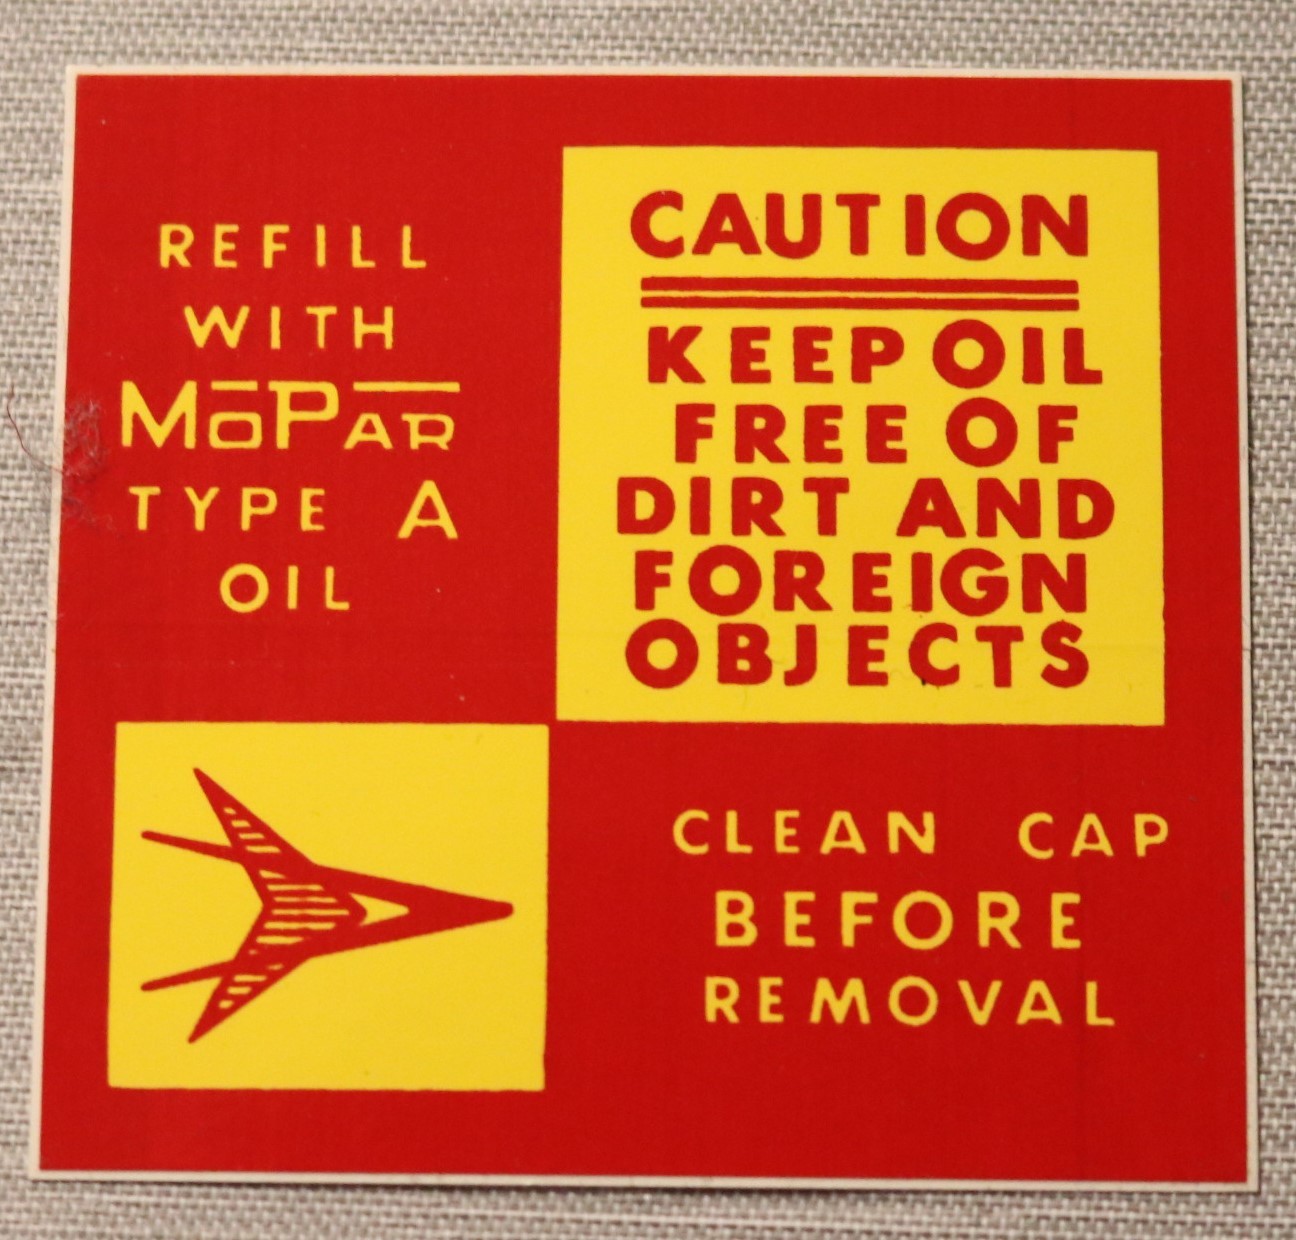 REFILL
WITH
MOPAR
TYPE A
OIL
CAUTION
KEEP OIL
FREE OF
DIRT AND
FOREIGN
OBJECTS
CLEAN CAP
BEFORE
REMOVAL